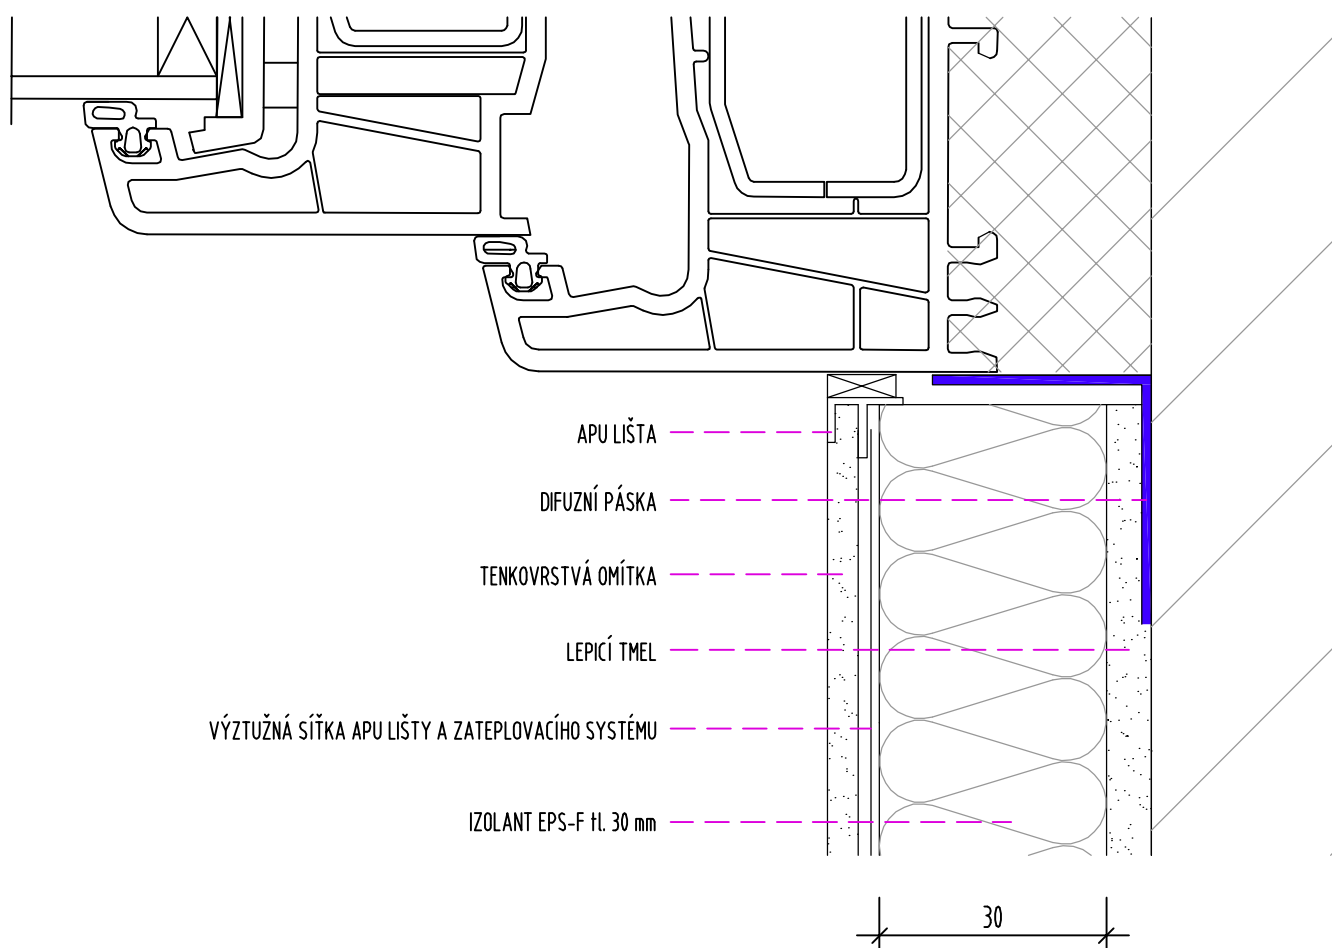 APU LIŠTA
DIFUZNÍ PÁSKA
TENKOVRSTVÁ OMÍTKA
LEPICÍ TMEL
VÝZTUŽNÁ SÍŤKA APU LIŠTY A ZATEPLOVACÍHO SYSTÉMU
IZOLANT EPS-F tl. 30 mm
30